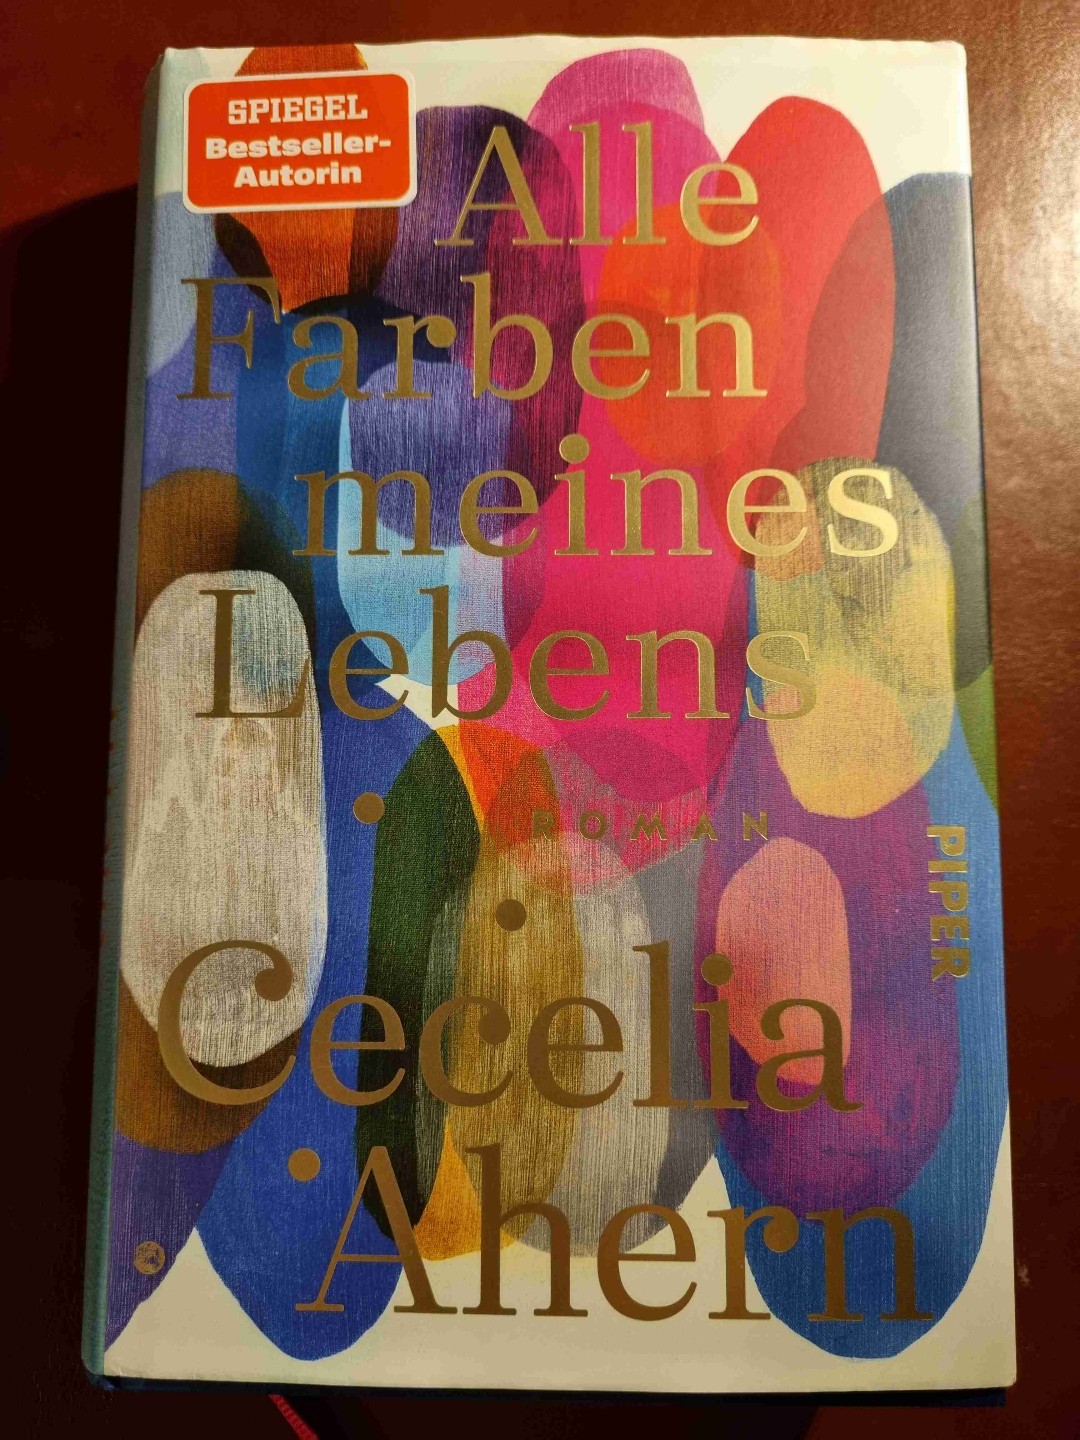 SPIEGEL
Bestseller-
Autorin
Alle
Farben
meines
Lebens
ROMAN
PIPER
Cecelia
Ahern